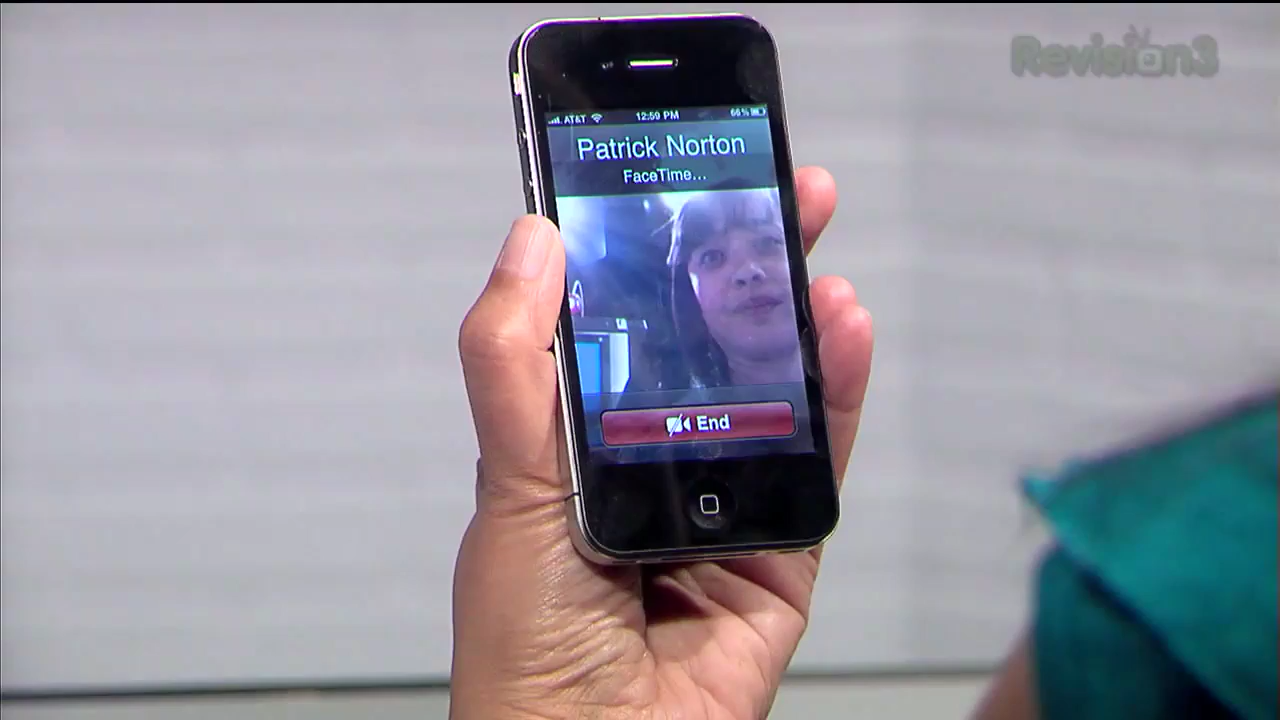 Revision3
AT&T 12:59 PM 66%
Patrick Norton
FaceTime...
End